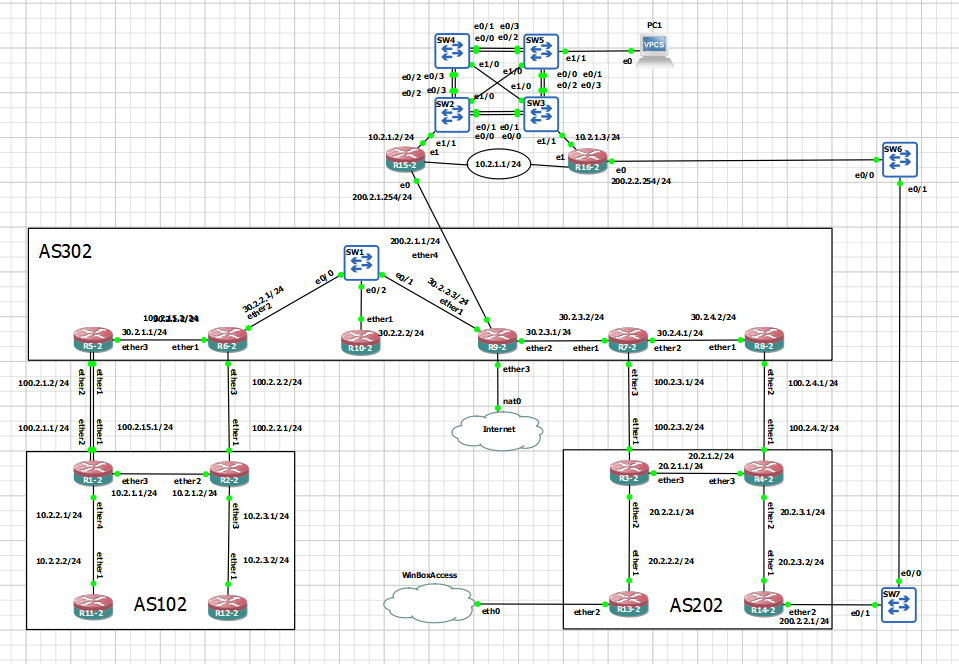 PC1
e0/1 e0/3
SW4
e0/0 e0/2
SW5
VPCS
e1/1
e0
e1/0
e1/0
e0/2 e0/3
e0/0 e0/1
e1/0
e0/2 e0/3
e0/2 e0/3
e1/0
SW2
SW3
e0/1 e0/1
e0/0 e0/0
10.2.1.2/24
e1/1
e1/1
10.2.1.3/24
SW6
e1
e1
R15-2
10.2.1.1/24
R16-2
e0
e0/0
e0
200.2.2.254/24
e0/1
200.2.1.254/24
AS302
200.2.1.1/24
SW1
ether4
e0/0
e0/1
30.2.2.1/24
ether2
e0/2
30.2.2.3/24
ether1
ether1
30.2.3.2/24
30.2.4.2/24
R5-2
30.2.1.1/24
R6-2
30.2.2.2/24
30.2.3.1/24
30.2.4.1/24
ether3
ether1
R10-2
R9-2
ether2
ether1
R7-2
ether2
ether1
R8-2
ether3
100.2.1.2/24
ether2
ether1
100.2.2.2/24
ether3
100.2.3.1/24
ether2
100.2.4.1/24
nat0
Internet
100.2.1.1/24
ether2
ether1
100.2.15.1/24
ether1
100.2.2.1/24
ether1
100.2.3.2/24
ether1
100.2.4.2/24
20.2.1.2/24
20.2.1.1/24
R1-2
ether3
ether2
R2-2
R3-2
ether3
ether3
R4-2
10.2.1.1/24
10.2.1.2/24
10.2.2.1/24
ether4
ether3
10.2.3.1/24
ether2
20.2.2.1/24
ether2
20.2.3.1/24
10.2.2.2/24
ether1
ether1
10.2.3.2/24
ether1
20.2.2.2/24
ether1
20.2.3.2/24
e0/0
WinBoxAccess
SW7
R11-2
AS102
R12-2
eth0
ether2
R13-2
AS202
R14-2
ether2
e0/1
200.2.2.1/24